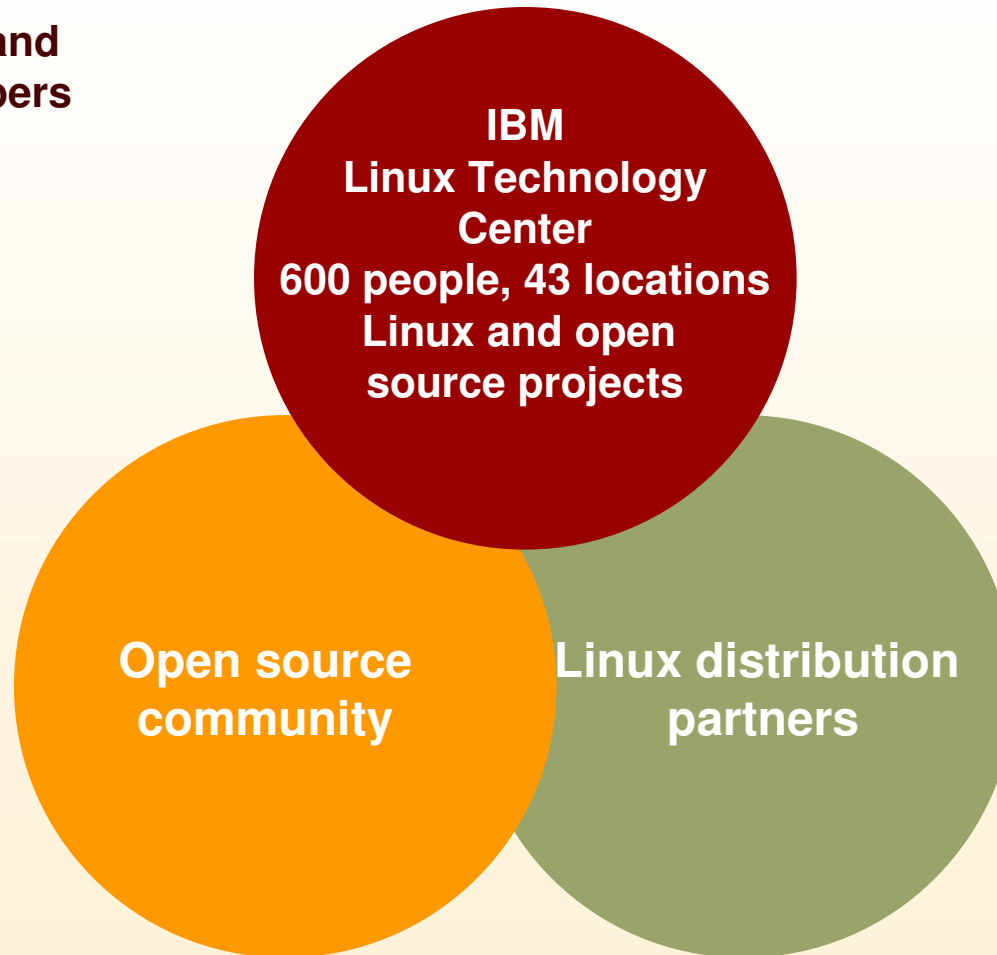 and
IBM
Linux Technology
Center
600 people, 43 locations
Linux and open
source projects
Open source
community
Linux distribution
partners